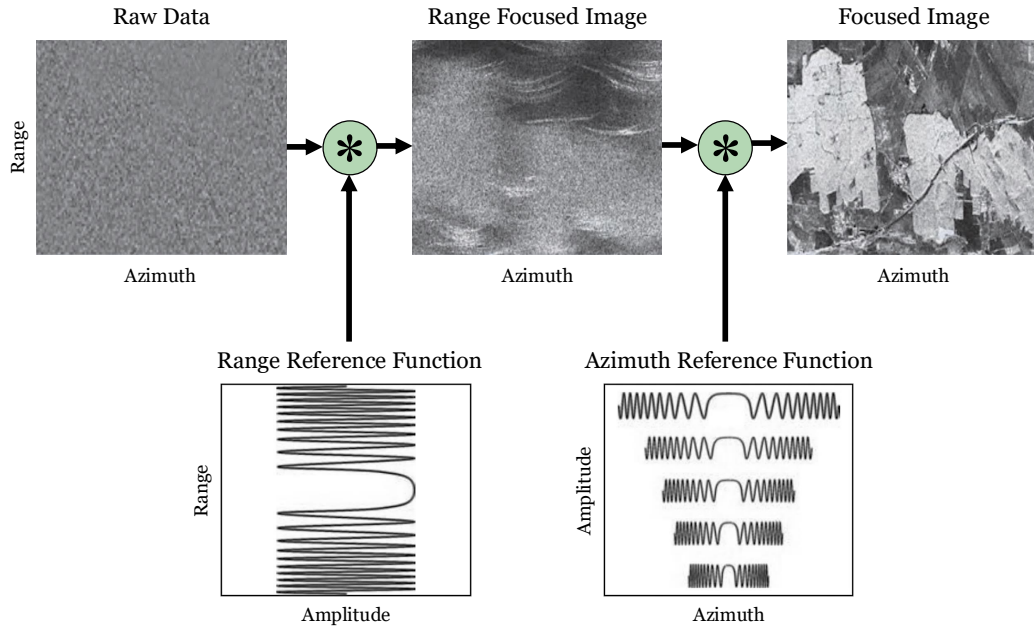 Raw Data
Range Focused Image
Focused Image
Range
*
*
Azimuth
Azimuth
Azimuth
Range Reference Function
Azimuth Reference Function
Range
Amplitude
Amplitude
Azimuth